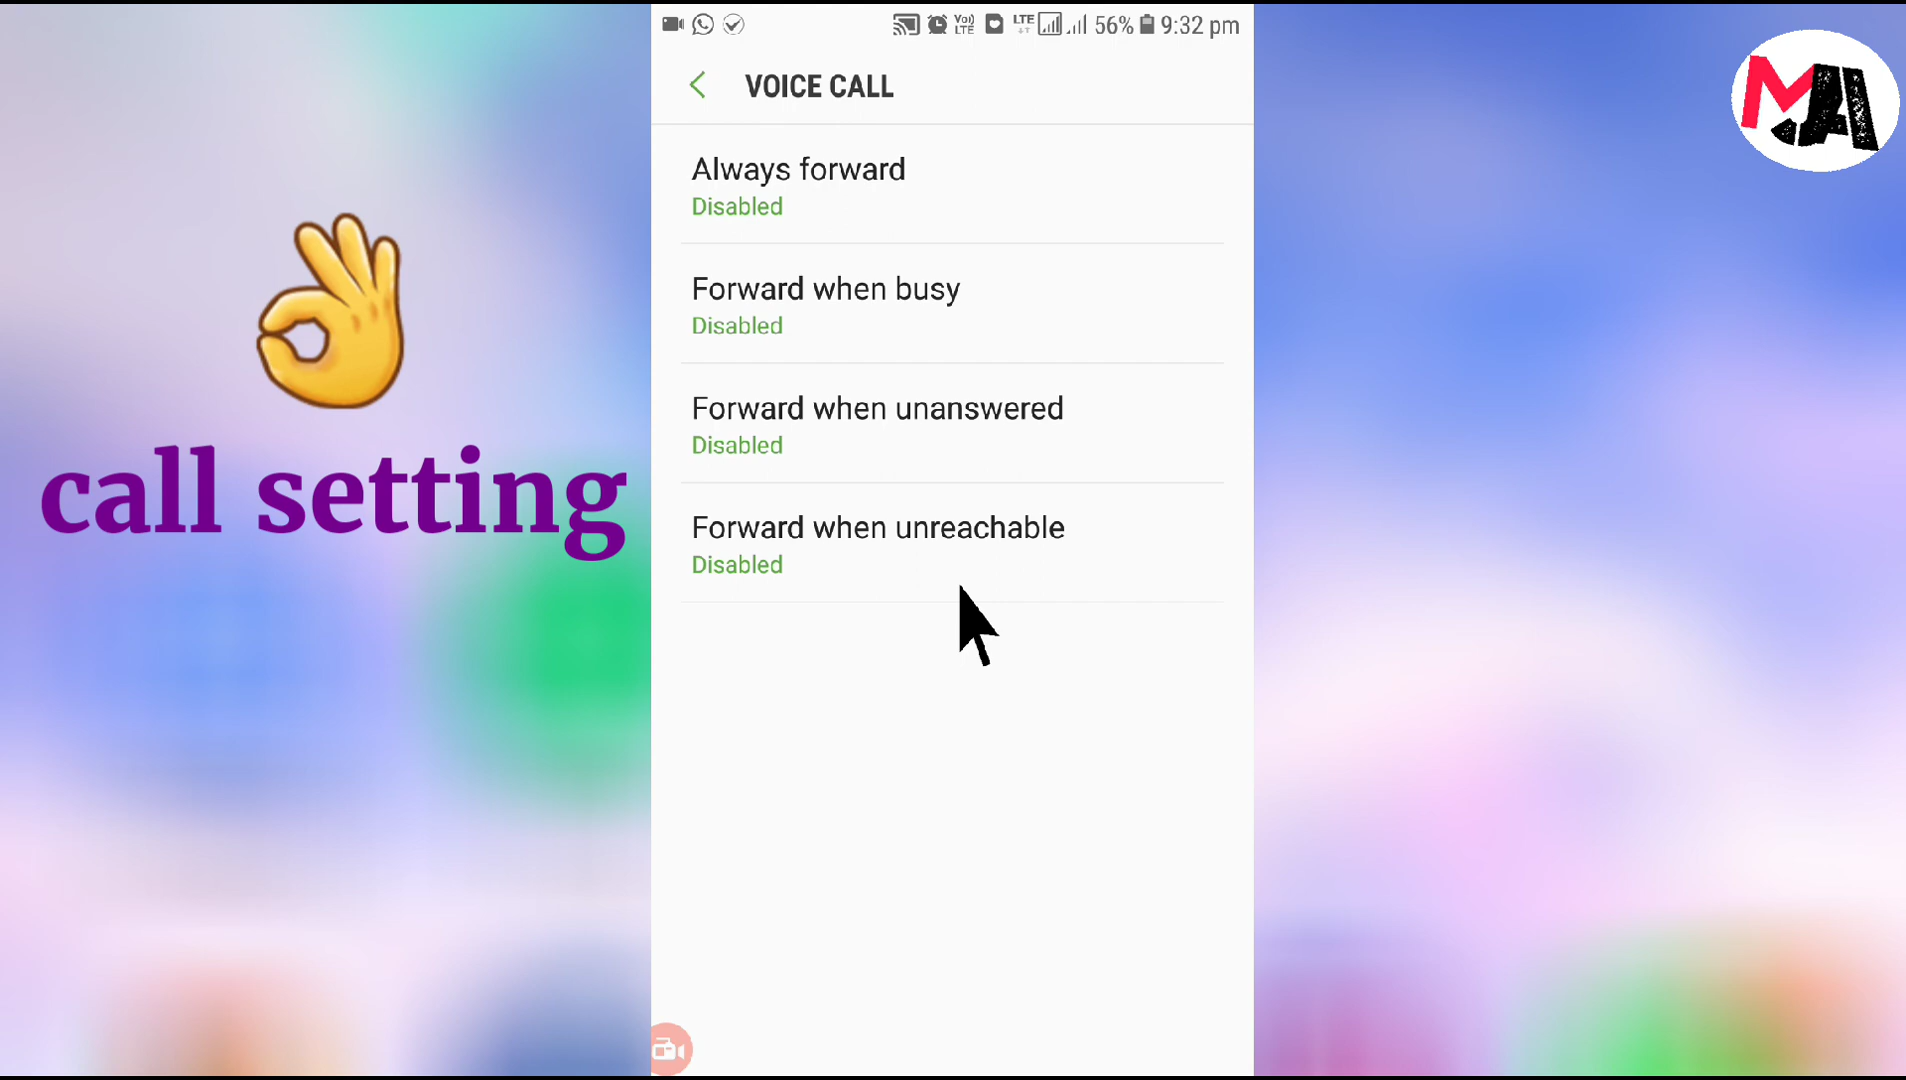 56% 9:32 pm
VOICE CALL
Always forward
Disabled
Forward when busy
Disabled
Forward when unanswered
Disabled
Forward when unreachable
Disabled
call setting
MJA